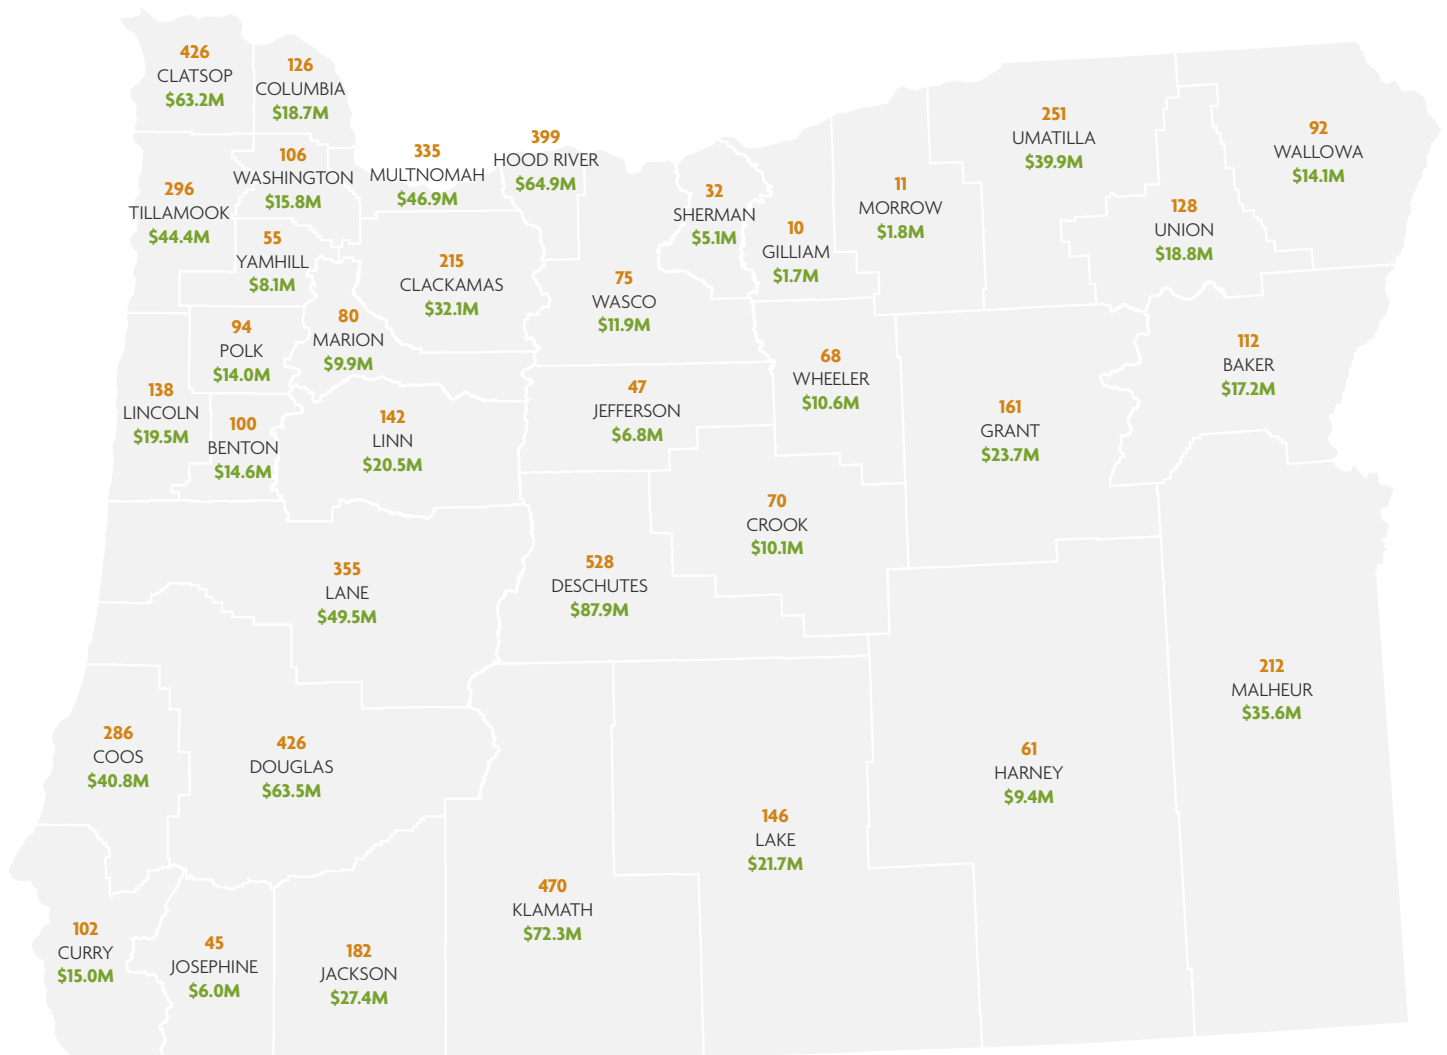 426
CLATSOP
$63.2M
126
COLUMBIA
$18.7M
106
WASHINGTON
$15.8M
335
MULTNOMAH
$46.9M
399
HOOD RIVER
$64.9M
32
SHERMAN
$5.1M
10
GILLIAM
$1.7M
11
MORROW
$1.8M
251
UMATILLA
$39.9M
128
UNION
$18.8M
92
WALLOWA
$14.1M
296
TILLAMOOK
$44.4M
55
YAMHILL
$8.1M
215
CLACKAMAS
$32.1M
75
WASCO
$11.9M
94
POLK
$14.0M
80
MARION
$9.9M
68
WHEELER
$10.6M
112
BAKER
$17.2M
138
LINCOLN
$19.5M
100
BENTON
$14.6M
142
LINN
$20.5M
47
JEFFERSON
$6.8M
161
GRANT
$23.7M
70
CROOK
$10.1M
355
LANE
$49.5M
528
DESCHUTES
$87.9M
212
MALHEUR
$35.6M
286
COOS
$40.8M
426
DOUGLAS
$63.5M
61
HARNEY
$9.4M
146
LAKE
$21.7M
470
KLAMATH
$72.3M
102
CURRY
$15.0M
45
JOSEPHINE
$6.0M
182
JACKSON
$27.4M